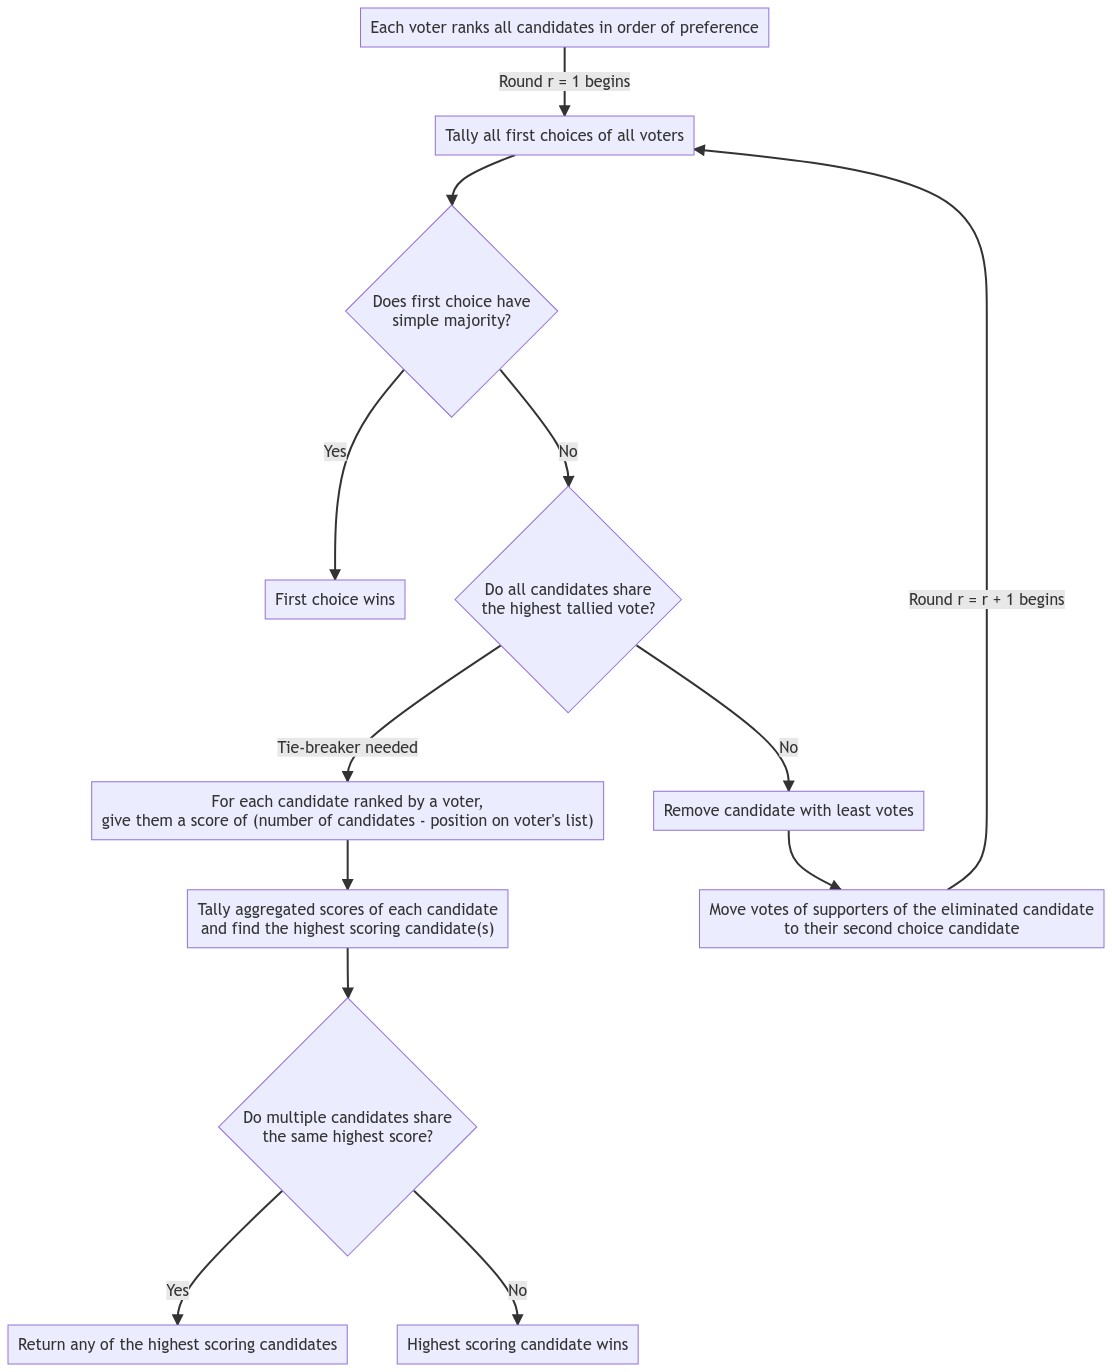 Each voter ranks all candidates in order of preference
Round r = 1 begins
Tally all first choices of all voters
Does first choice have
simple majority?
Yes
No
First choice wins
Do all candidates share
the highest tallied vote?
Round r = r + 1 begins
Tie-breaker needed
No
For each candidate ranked by a voter,
give them a score of (number of candidates - position on voter's list)
Remove candidate with least votes
Tally aggregated scores of each candidate
and find the highest scoring candidate(s)
Move votes of supporters of the eliminated candidate
to their second choice candidate
Do multiple candidates share
the same highest score?
Yes
No
Return any of the highest scoring candidates
Highest scoring candidate wins